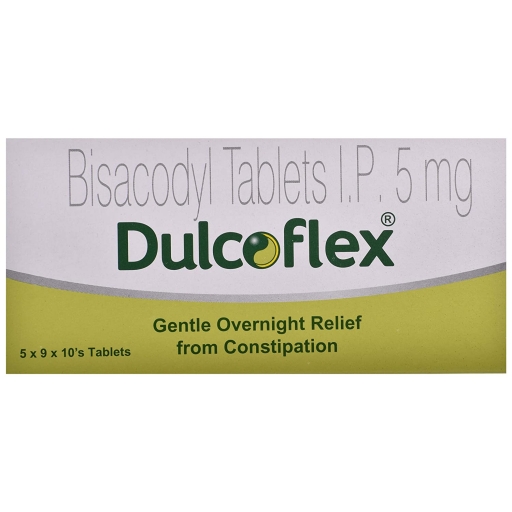 Bisacodyl Tablets I.P. 5 mg
Dulcoflex®
Gentle Overnight Relief
from Constipation
5 x 9 x 10's Tablets